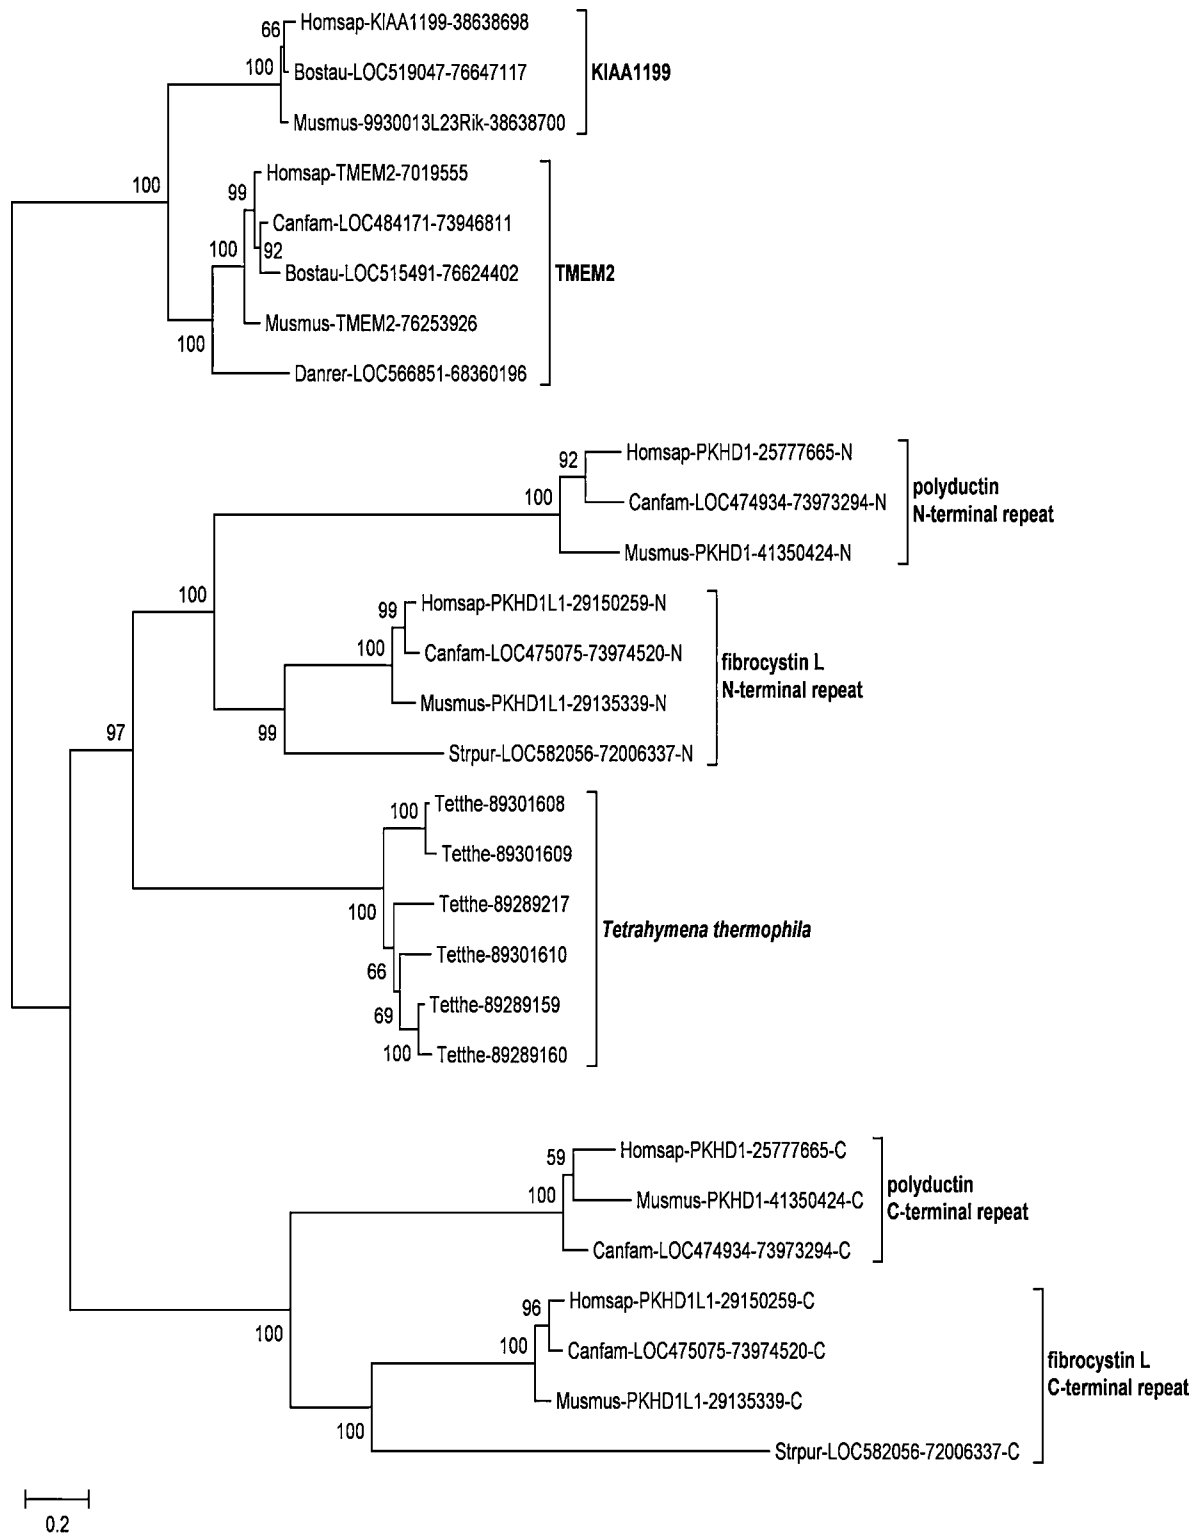 66
Homsap-KIAA1199-38638698
100
Bostau-LOC519047-76647117
KIAA1199
Musmus-9930013L23Rik-38638700
100
Homsap-TMEM2-7019555
99
Canfam-LOC484171-73946811
100
92
Bostau-LOC515491-76624402
TMEM2
Musmus-TMEM2-76253926
100
Danrer-LOC566851-68360196
92
Homsap-PKHD1-25777665-N
100
Canfam-LOC474934-73973294-N
polyductin
N-terminal repeat
Musmus-PKHD1-41350424-N
100
99
Homsap-PKHD1L1-29150259-N
100
Canfam-LOC475075-73974520-N
fibrocystin L
N-terminal repeat
Musmus-PKHD1L1-29135339-N
99
Strpur-LOC582056-72006337-N
97
100
Tetthe-89301608
Tetthe-89301609
100
Tetthe-89289217
Tetrahymena thermophila
66
Tetthe-89301610
69
Tetthe-89289159
100
Tetthe-89289160
59
Homsap-PKHD1-25777665-C
100
Musmus-PKHD1-41350424-C
polyductin
C-terminal repeat
Canfam-LOC474934-73973294-C
100
96
Homsap-PKHD1L1-29150259-C
100
Canfam-LOC475075-73974520-C
fibrocystin L
C-terminal repeat
Musmus-PKHD1L1-29135339-C
100
Strpur-LOC582056-72006337-C
0.2